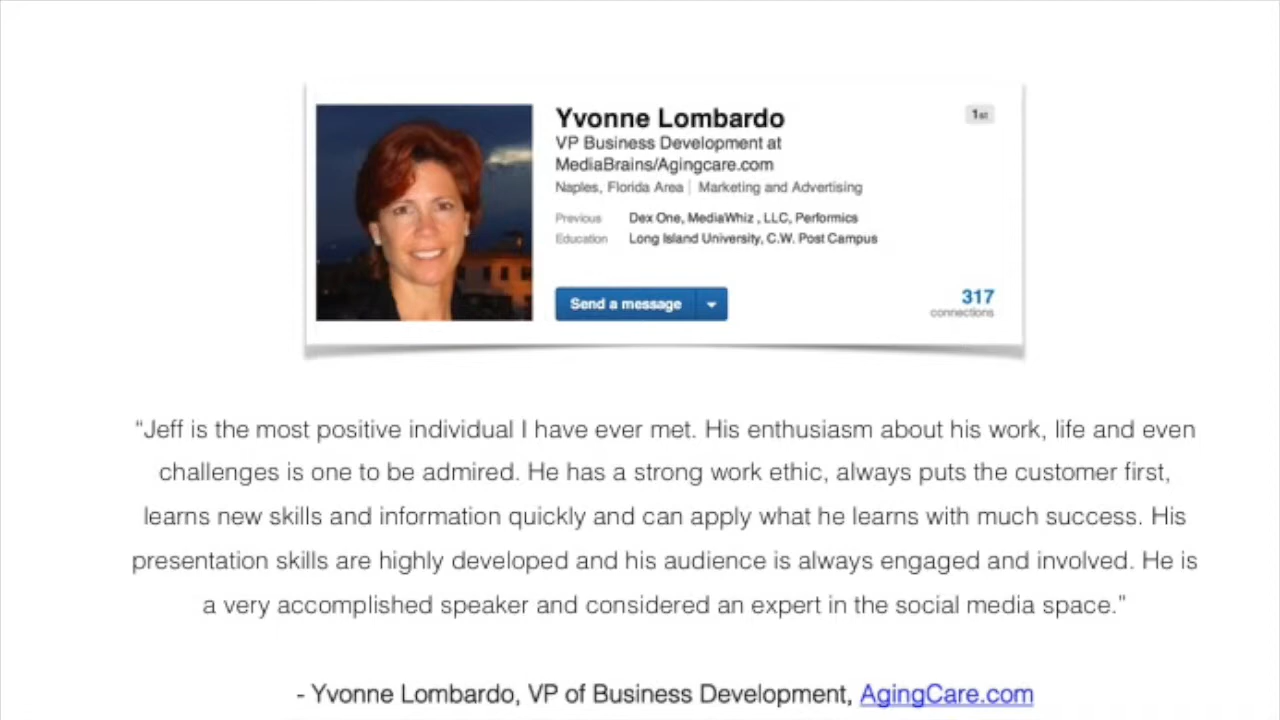 Yvonne Lombardo
1st
VP Business Development at
MediaBrains/Agingcare.com
Naples, Florida Area | Marketing and Advertising
Previous Dex One, MediaWhiz , LLC, Performics
Education Long Island University, C.W. Post Campus
Send a message
317
connections
“Jeff is the most positive individual I have ever met. His enthusiasm about his work, life and even
challenges is one to be admired. He has a strong work ethic, always puts the customer first,
learns new skills and information quickly and can apply what he learns with much success. His
presentation skills are highly developed and his audience is always engaged and involved. He is
a very accomplished speaker and considered an expert in the social media space.”
- Yvonne Lombardo, VP of Business Development, AgingCare.com